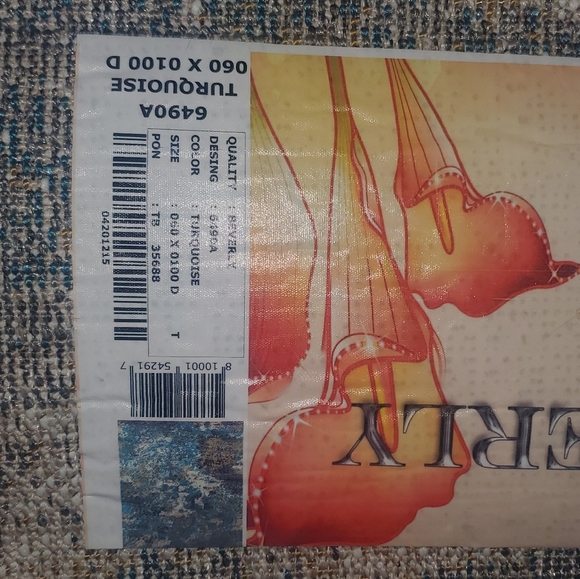 6490A
TURQUOISE
060 X 0100 D
QUALITY : BEVERLY
DESING : 6490A
COLOR : TURQUOISE
SIZE : 060 X 0100 D T
PON : TB 35688
04201215
8 10001 54291 7
ERLY